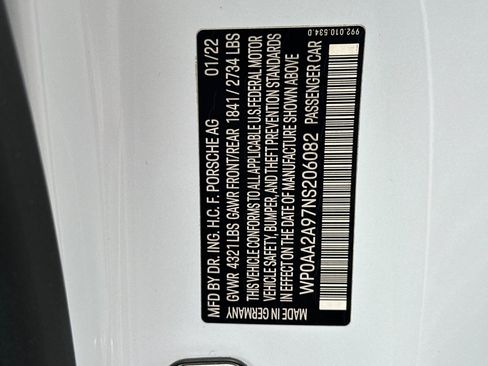 MFD BY DR. ING. H.C. F. PORSCHE AG 01/22
GVWR 4321 LBS GAWR FRONT/REAR 1841 / 2734 LBS
THIS VEHICLE CONFORMS TO ALL APPLICABLE U.S. FEDERAL MOTOR
VEHICLE SAFETY, BUMPER, AND THEFT PREVENTION STANDARDS
IN EFFECT ON THE DATE OF MANUFACTURE SHOWN ABOVE
WP0AA2A97NS206082 PASSENGER CAR
MADE IN GERMANY
992.010.534.0